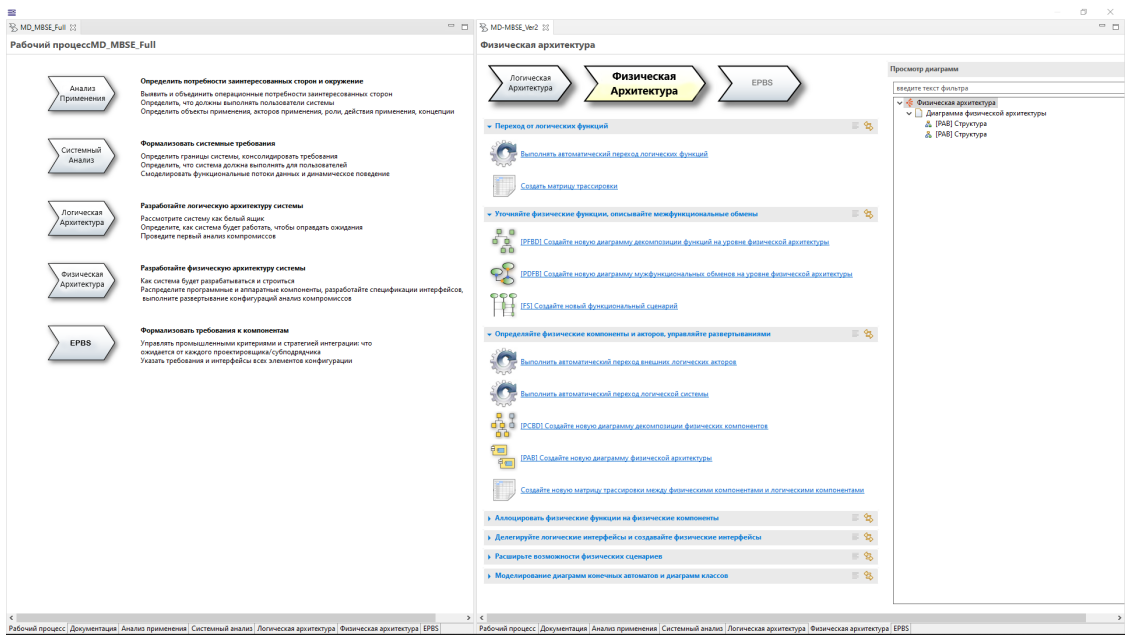 MD_MBSE_Full
Рабочий процессMD_MBSE_Full
Анализ
Применения
Определить потребности заинтересованных сторон и окружение
Выявить и объединить операционные потребности заинтересованных сторон
Определить, что должны выполнять пользователи системы
Определить объекты применения, акторов применения, роли, действия применения, концепции
Системный
Анализ
Формализовать системные требования
Определить границы системы, консолидировать требования
Определить, что система должна выполнять для пользователей
Смоделировать функциональные потоки данных и динамическое поведение
Логическая
Архитектура
Разработайте логическую архитектуру системы
Рассмотрите систему как белый ящик
Определите, как система будет работать, чтобы оправдать ожидания
Проведите первый анализ компромиссов
Физическая
Архитектура
Разработайте физическую архитектуру системы
Как система будет разрабатываться и строиться
Распределите программные и аппаратные компоненты, разработайте спецификации интерфейсов,
выполните развертывание конфигураций анализ компромиссов
EPBS
Формализовать требования к компонентам
Управлять промышленными критериями и стратегией интеграции: что
ожидается от каждого проектировщика/субподрядчика
Указать требования и интерфейсы всех элементов конфигурации
Рабочий процесс Документация Анализ применения Системный анализ Логическая архитектура Физическая архитектура EPBS
MD-MBSE_Ver2
Физическая архитектура
Логическая
Архитектура
Физическая
Архитектура
EPBS
Переход от логических функций
Выполнять автоматический переход логических функций
Создать матрицу трассировки
Уточняйте физические функции, описывайте межфункциональные обмены
[PFBD] Создайте новую диаграмму декомпозиции функций на уровне физической архитектуры
[PDFB] Создайте новую диаграмму мужфункциональных обменов на уровне физической архитектуры
[FS] Создайте новый функциональный сценарий
Определяйте физические компоненты и акторов, управляйте развертываниями
Выполнить автоматический переход внешних логических акторов
Выполнить автоматический переход логической системы
[PCBD] Создайте новую диаграмму декомпозиции физических компонентов
[PAB] Создайте новую диаграмму физической архитектуры
Создайте новую матрицу трассировки между физическими компонентами и логическими компонентами
Аллоцировать физические функции на физические компоненты
Делегируйте логические интерфейсы и создавайте физические интерфейсы
Расширьте возможности физических сценариев
Моделирование диаграмм конечных автоматов и диаграмм классов
Просмотр диаграмм
введите текст фильтра
Физическая архитектура
Диаграмма физической архитектуры
[PAB] Структура
[PAB] Структура
Рабочий процесс Документация Анализ применения Системный анализ Логическая архитектура Физическая архитектура EPBS